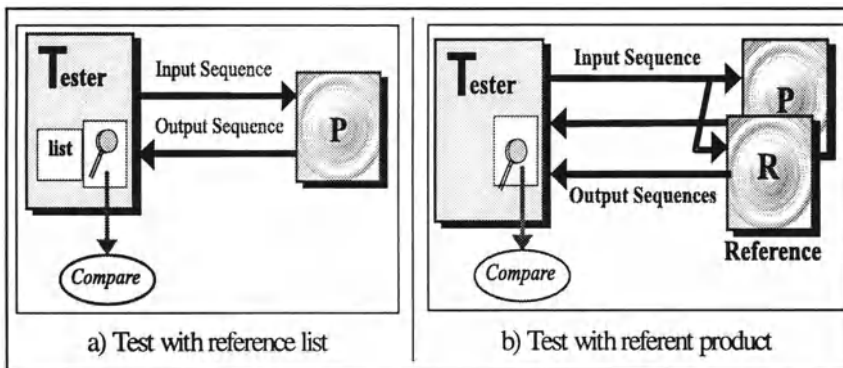 Tester
Input Sequence
Output Sequence
list
P
Compare
a) Test with reference list
Tester
Input Sequence
P
R
Output Sequences
Reference
Compare
b) Test with referent product